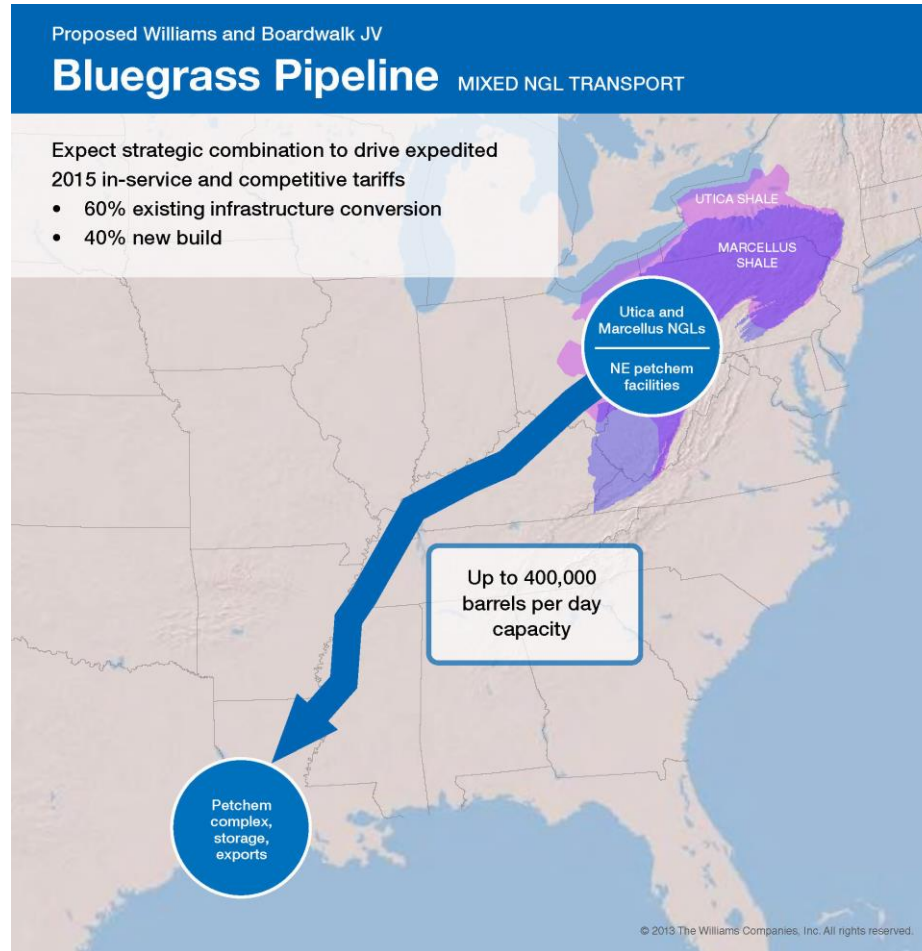 Proposed Williams and Boardwalk JV
Bluegrass Pipeline MIXED NGL TRANSPORT
Expect strategic combination to drive expedited
2015 in-service and competitive tariffs
• 60% existing infrastructure conversion
• 40% new build
UTICA SHALE
MARCELLUS
SHALE
Utica and
Marcellus NGLs
NE petchem
facilities
Up to 400,000
barrels per day
capacity
Petchem
complex,
storage,
exports
© 2013 The Williams Companies, Inc. All rights reserved.